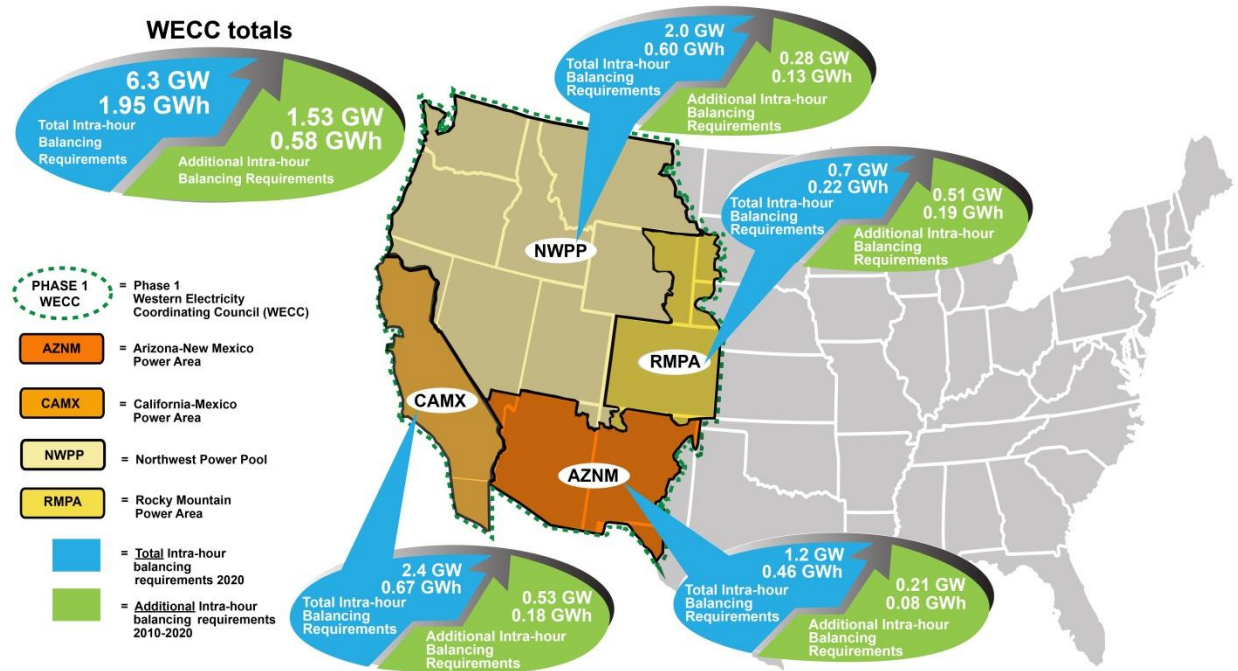 WECC totals
6.3 GW
1.95 GWh
Total Intra-hour
Balancing
Requirements
1.53 GW
0.58 GWh
Additional Intra-hour
Balancing Requirements
2.0 GW
0.60 GWh
Total Intra-hour
Balancing
Requirements
0.28 GW
0.13 GWh
Additional Intra-hour
Balancing
Requirements
0.7 GW
0.22 GWh
Total Intra-hour
Balancing
Requirements
0.51 GW
0.19 GWh
Additional Intra-hour
Balancing
Requirements
NWPP
RMPA
CAMX
AZNM
PHASE 1
WECC
= Phase 1
Western Electricity
Coordinating Council (WECC)
AZNM
= Arizona-New Mexico
Power Area
CAMX
= California-Mexico
Power Area
NWPP
= Northwest Power Pool
RMPA
= Rocky Mountain
Power Area
= Total Intra-hour
balancing
requirements 2020
= Additional Intra-hour
balancing requirements
2010-2020
2.4 GW
0.67 GWh
Total Intra-hour
Balancing
Requirements
0.53 GW
0.18 GWh
Additional Intra-hour
Balancing
Requirements
1.2 GW
0.46 GWh
Total Intra-hour
Balancing
Requirements
0.21 GW
0.08 GWh
Additional Intra-hour
Balancing
Requirements